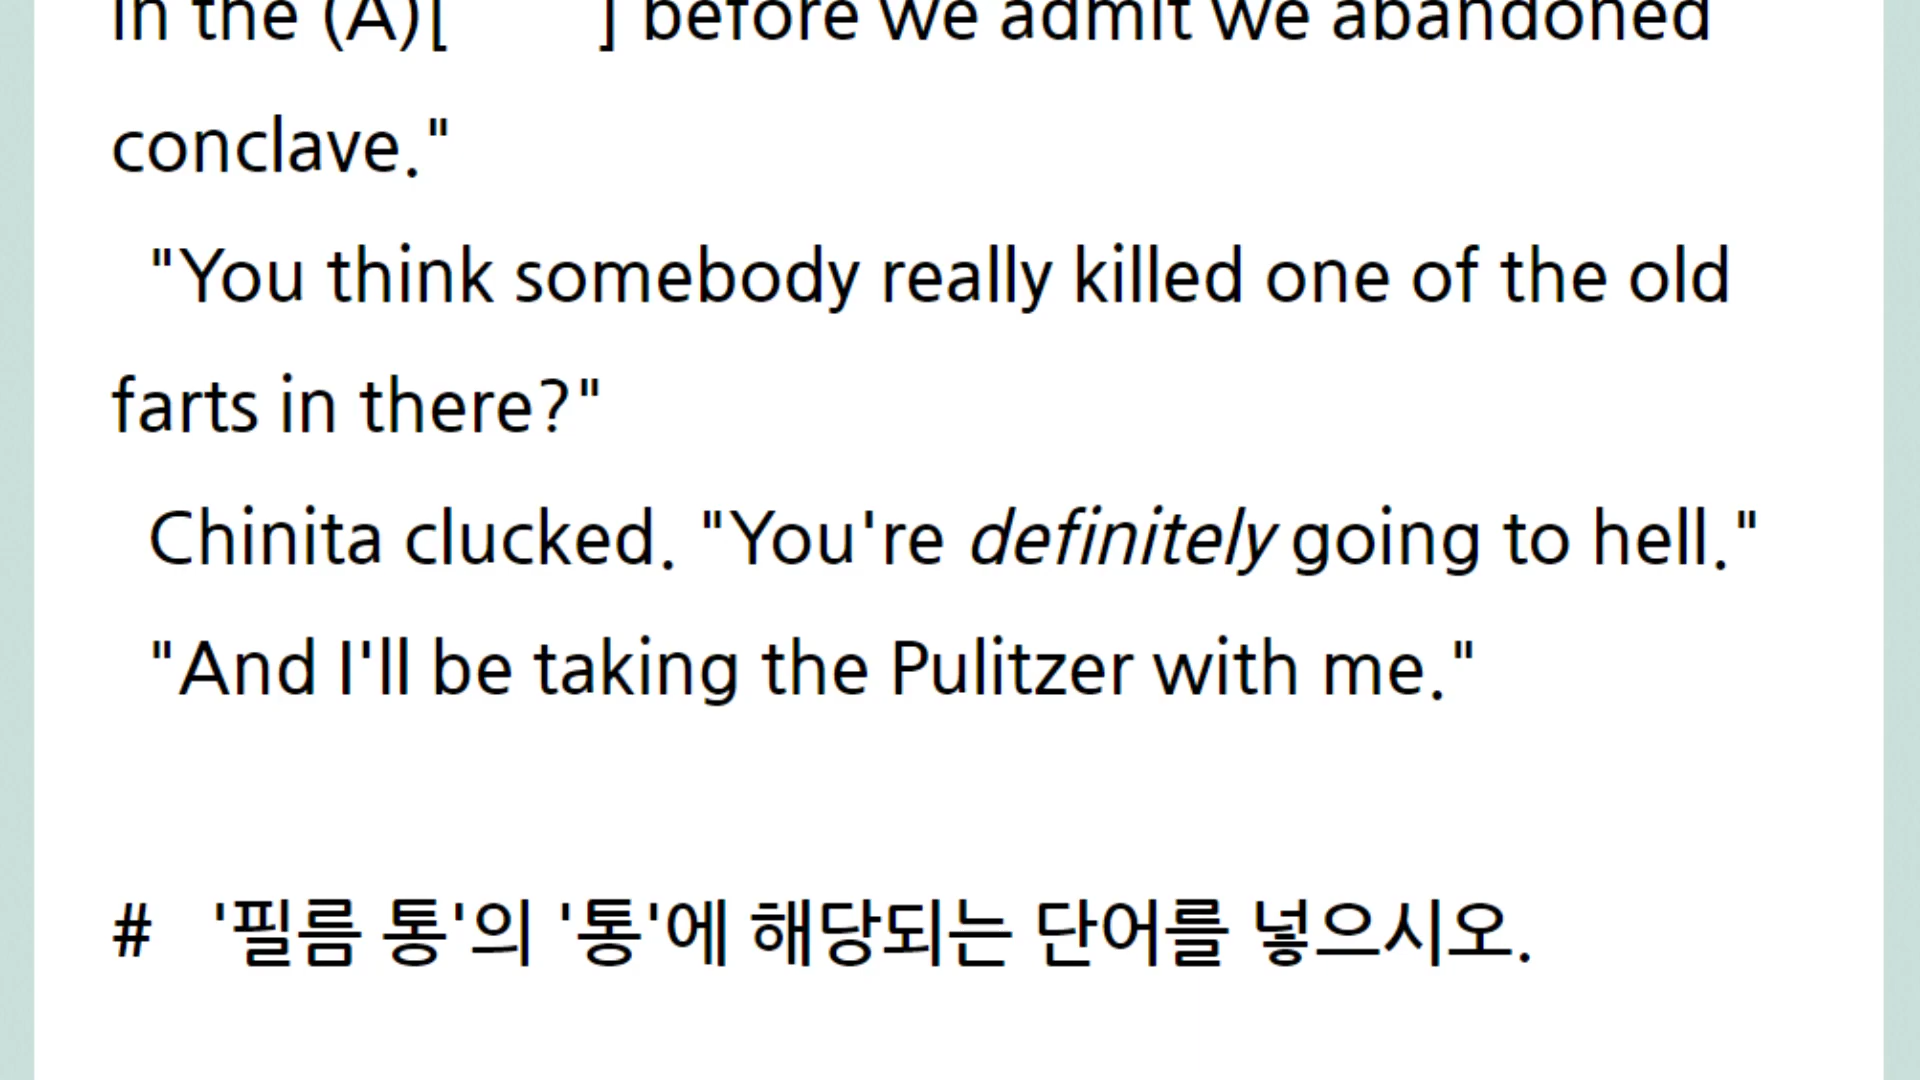 in the (A)[ ] before we admit we abandoned
conclave."
"You think somebody really killed one of the old
farts in there?"
Chinita clucked. "You're definitely going to hell."
"And I'll be taking the Pulitzer with me."
# '필름 통'의 '통'에 해당되는 단어를 넣으시오.